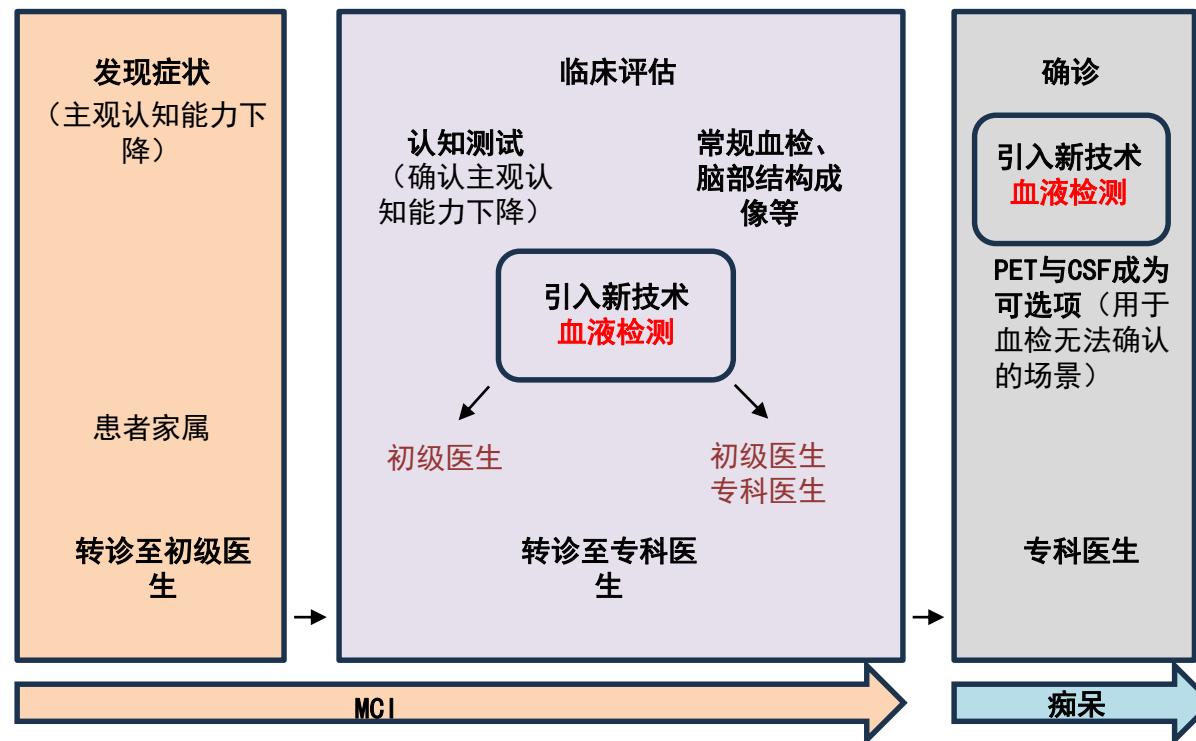 发现症状
（主观认知能力下
降）
患者家属
转诊至初级医
生
临床评估
认知测试
（确认主观认
知能力下降）
常规血检、
脑部结构成
像等
引入新技术
血液检测
初级医生
初级医生
专科医生
转诊至专科医
生
确诊
引入新技术
血液检测
PET与CSF成为
可选项（用于
血检无法确认
的场景）
专科医生
MCI
痴呆